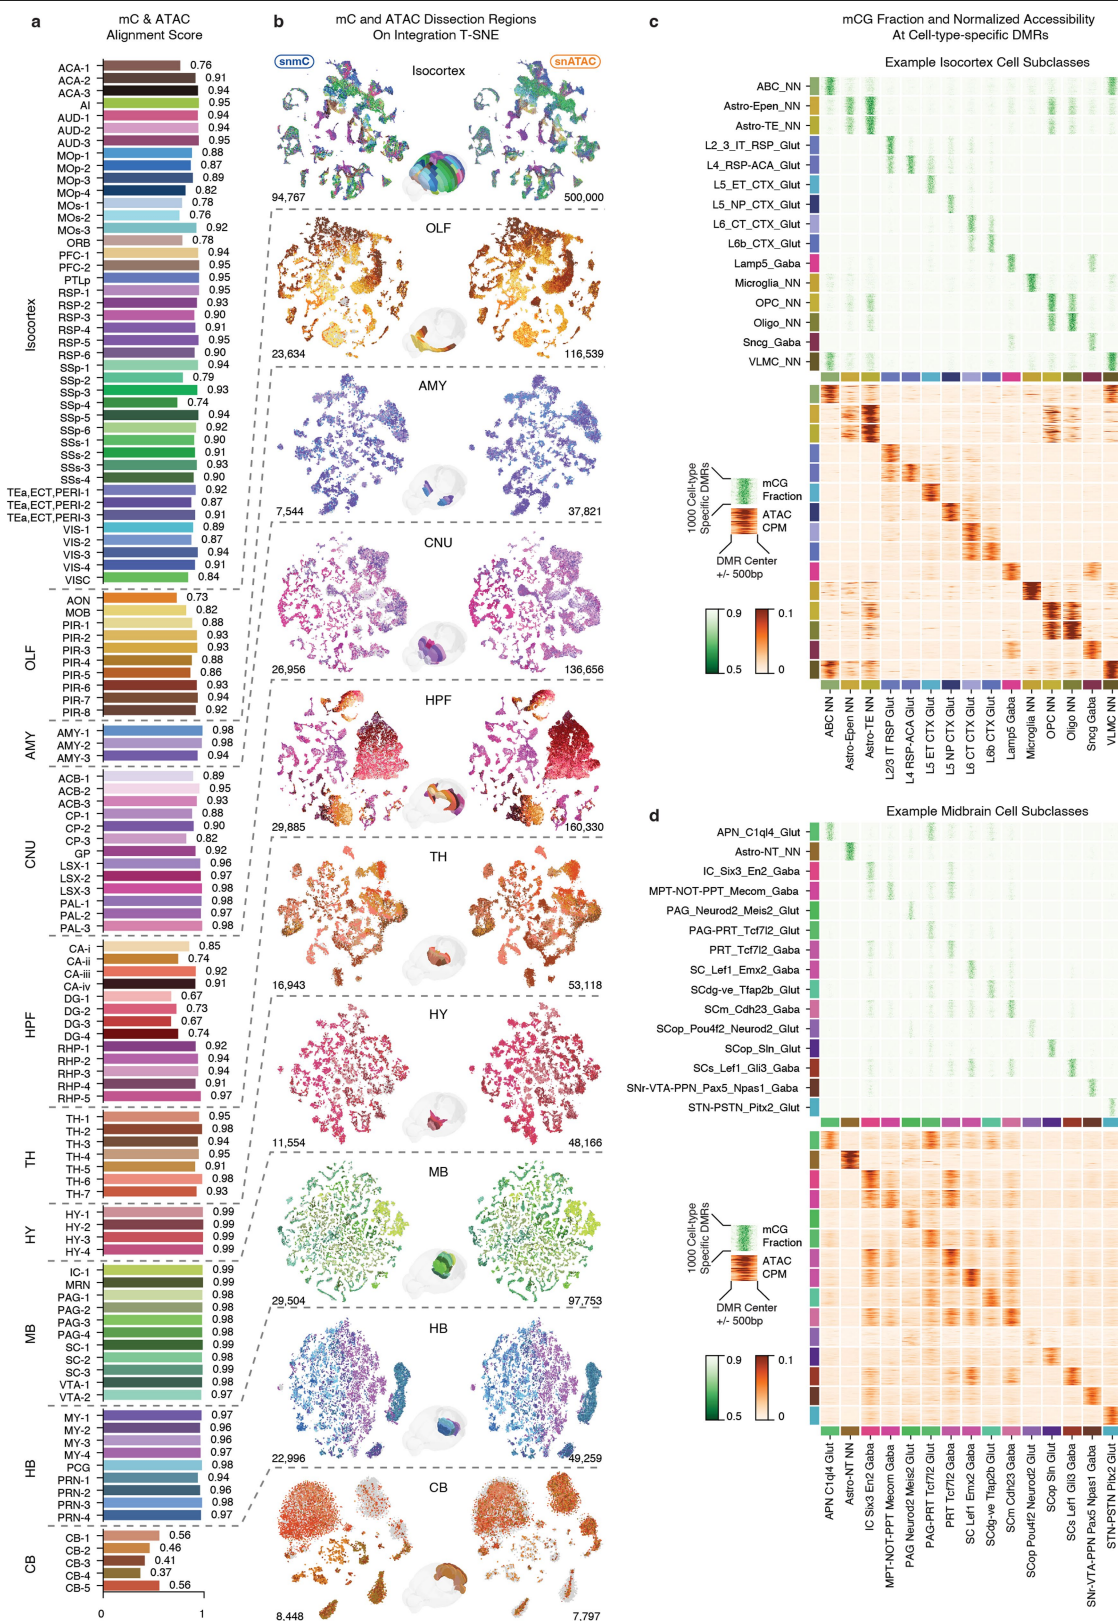 a
mC & ATAC
Alignment Score
Isocortex
ACA-1 0.76
ACA-2 0.91
ACA-3 0.94
AI 0.95
AUD-1 0.94
AUD-2 0.94
AUD-3 0.95
MOp-1 0.88
MOp-2 0.87
MOp-3 0.89
MOp-4 0.82
MOs-1 0.78
MOs-2 0.76
MOs-3 0.92
ORB 0.78
PFC-1 0.94
PFC-2 0.95
PTLp 0.95
RSP-1 0.95
RSP-2 0.93
RSP-3 0.90
RSP-4 0.91
RSP-5 0.95
RSP-6 0.90
SSp-1 0.94
SSp-2 0.79
SSp-3 0.93
SSp-4 0.74
SSp-5 0.94
SSp-6 0.92
SSs-1 0.90
SSs-2 0.91
SSs-3 0.93
SSs-4 0.90
TEa,ECT,PERI-1 0.92
TEa,ECT,PERI-2 0.87
TEa,ECT,PERI-3 0.91
VIS-1 0.89
VIS-2 0.87
VIS-3 0.94
VIS-4 0.91
VISC 0.84
OLF
AON 0.73
MOB 0.82
PIR-1 0.88
PIR-2 0.93
PIR-3 0.93
PIR-4 0.88
PIR-5 0.86
PIR-6 0.93
PIR-7 0.94
PIR-8 0.92
AMY
AMY-1 0.98
AMY-2 0.98
AMY-3 0.94
CNU
ACB-1 0.89
ACB-2 0.95
ACB-3 0.93
CP-1 0.88
CP-2 0.90
CP-3 0.82
GP 0.92
LSX-1 0.96
LSX-2 0.97
LSX-3 0.98
PAL-1 0.98
PAL-2 0.97
PAL-3 0.98
HPF
CA-i 0.85
CA-ii 0.74
CA-iii 0.92
CA-iv 0.91
DG-1 0.67
DG-2 0.73
DG-3 0.67
DG-4 0.74
RHP-1 0.92
RHP-2 0.94
RHP-3 0.94
RHP-4 0.91
RHP-5 0.97
TH
TH-1 0.95
TH-2 0.98
TH-3 0.94
TH-4 0.95
TH-5 0.91
TH-6 0.98
TH-7 0.93
HY
HY-1 0.99
HY-2 0.99
HY-3 0.99
HY-4 0.99
MB
IC-1 0.99
MRN 0.99
PAG-1 0.98
PAG-2 0.98
PAG-3 0.98
PAG-4 0.98
SC-1 0.99
SC-2 0.98
SC-3 0.99
VTA-1 0.98
VTA-2 0.97
HB
MY-1 0.97
MY-2 0.96
MY-3 0.96
MY-4 0.97
PCG 0.98
PRN-1 0.94
PRN-2 0.96
PRN-3 0.98
PRN-4 0.97
CB
CB-1 0.56
CB-2 0.46
CB-3 0.41
CB-4 0.37
CB-5 0.56
0 1
b
mC and ATAC Dissection Regions
On Integration T-SNE
snmC snATAC
Isocortex
94,767 500,000
OLF
23,634 116,539
AMY
7,544 37,821
CNU
26,956 136,656
HPF
29,885 160,330
TH
16,943 53,118
HY
11,554 48,166
MB
29,504 97,753
HB
22,996 49,259
CB
8,448 7,797
c
mCG Fraction and Normalized Accessibility
At Cell-type-specific DMRs
Example Isocortex Cell Subclasses
ABC_NN
Astro-Epen_NN
Astro-TE_NN
L2_3_IT_RSP_Glut
L4_RSP-ACA_Glut
L5_ET_CTX_Glut
L5_NP_CTX_Glut
L6_CT_CTX_Glut
L6b_CTX_Glut
Lamp5_Gaba
Microglia_NN
OPC_NN
Oligo_NN
Sncg_Gaba
VLMC_NN
1000 Cell-type
Specific DMRs
mCG
Fraction
ATAC
CPM
DMR Center
+/- 500bp
0.9 0.1
0.5 0
ABC NN
Astro-Epen NN
Astro-TE NN
L2/3 IT RSP Glut
L4 RSP-ACA Glut
L5 ET CTX Glut
L5 NP CTX Glut
L6 CT CTX Glut
L6b CTX Glut
Lamp5 Gaba
Microglia NN
OPC NN
Oligo NN
Sncg Gaba
VLMC NN
d
Example Midbrain Cell Subclasses
APN_C1ql4_Glut
Astro-NT_NN
IC_Six3_En2_Gaba
MPT-NOT-PPT_Mecom_Gaba
PAG_Neurod2_Meis2_Glut
PAG-PRT_Tcf7l2_Glut
PRT_Tcf7l2_Gaba
SC_Lef1_Emx2_Gaba
SCdg-ve_Tfap2b_Glut
SCm_Cdh23_Gaba
SCop_Pou4f2_Neurod2_Glut
SCop_Sln_Glut
SCs_Lef1_Gli3_Gaba
SNr-VTA-PPN_Pax5_Npas1_Gaba
STN-PSTN_Pitx2_Glut
1000 Cell-type
Specific DMRs
mCG
Fraction
ATAC
CPM
DMR Center
+/- 500bp
0.9 0.1
0.5 0
APN C1ql4 Glut
Astro-NT NN
IC Six3 En2 Gaba
MPT-NOT-PPT Mecom Gaba
PAG Neurod2 Meis2 Glut
PAG-PRT Tcf7l2 Glut
PRT Tcf7l2 Gaba
SC Lef1 Emx2 Gaba
SCdg-ve Tfap2b Glut
SCm Cdh23 Gaba
SCop Pou4f2 Neurod2 Glut
SCop Sln Glut
SCs Lef1 Gli3 Gaba
SNr-VTA-PPN Pax5 Npas1 Gaba
STN-PSTN Pitx2 Glut